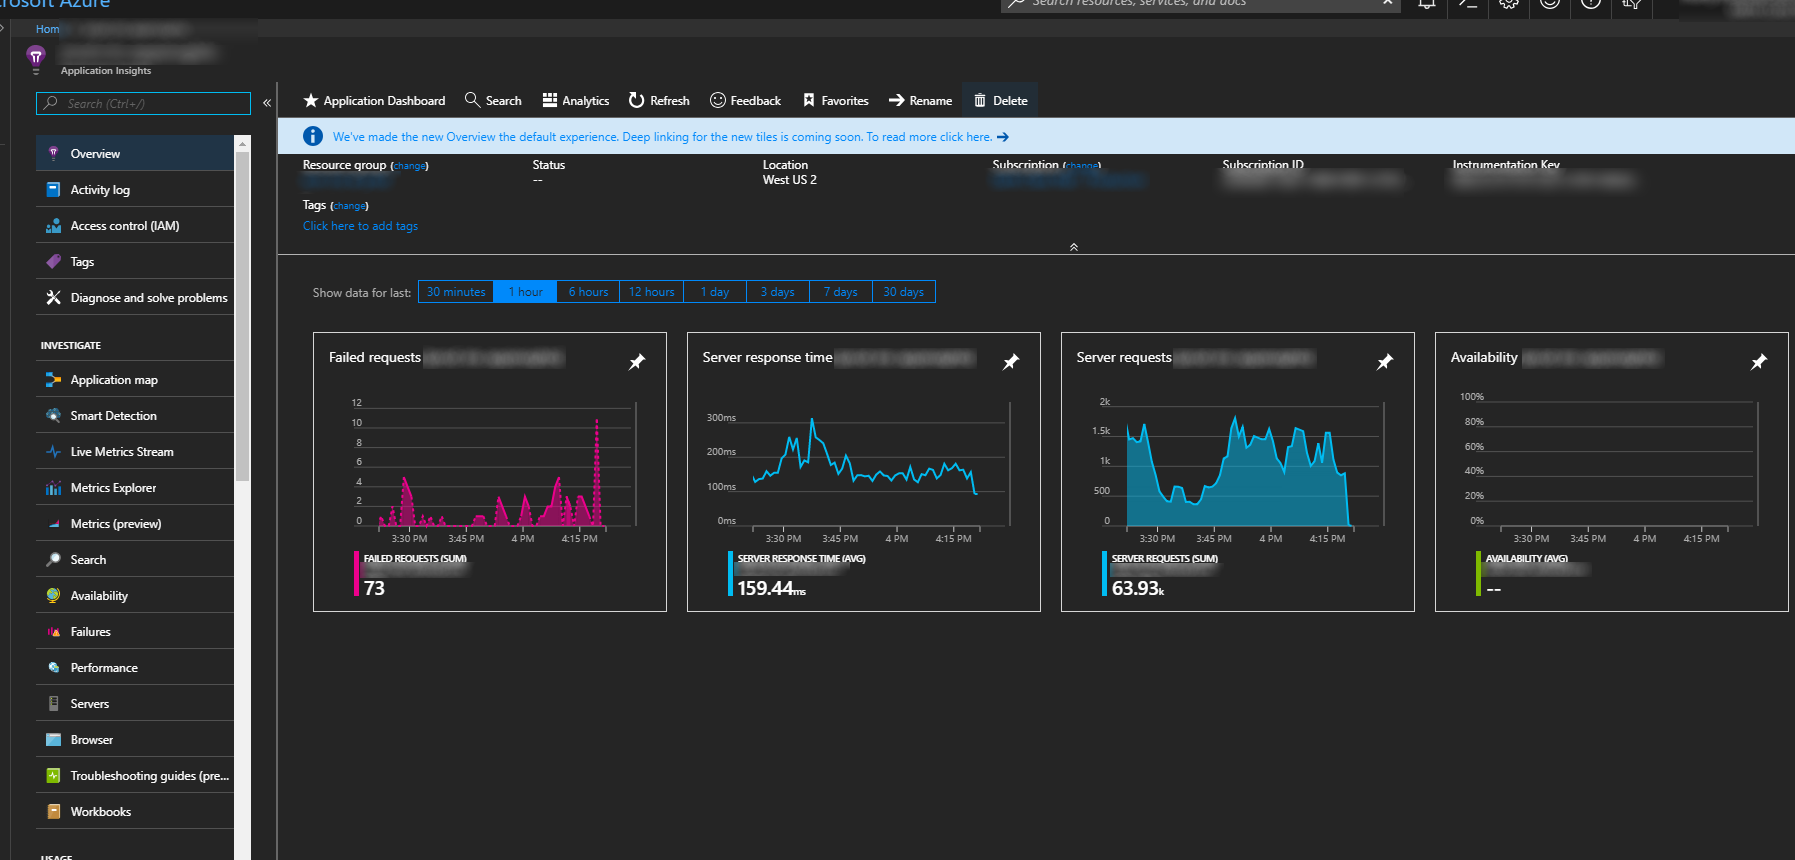 crosoft Azure
Search resources, services, and docs
Hom
Application Insights
Search (Ctrl+/)
Application Dashboard Search Analytics Refresh Feedback Favorites Rename Delete
We've made the new Overview the default experience. Deep linking for the new tiles is coming soon. To read more click here.
Resource group (change) Status Location Subscription (change) Subscription ID Instrumentation Key
-- West US 2
Tags (change)
Click here to add tags
Overview
Activity log
Access control (IAM)
Tags
Diagnose and solve problems
INVESTIGATE
Application map
Smart Detection
Live Metrics Stream
Metrics Explorer
Metrics (preview)
Search
Availability
Failures
Performance
Servers
Browser
Troubleshooting guides (pre...
Workbooks
USAGE
Show data for last: 30 minutes 1 hour 6 hours 12 hours 1 day 3 days 7 days 30 days
Failed requests
12
10
8
6
4
2
0
3:30 PM 3:45 PM 4 PM 4:15 PM
FAILED REQUESTS (SUM)
73
Server response time
300ms
200ms
100ms
0ms
3:30 PM 3:45 PM 4 PM 4:15 PM
SERVER RESPONSE TIME (AVG)
159.44ms
Server requests
2k
1.5k
1k
500
0
3:30 PM 3:45 PM 4 PM 4:15 PM
SERVER REQUESTS (SUM)
63.93k
Availability
100%
80%
60%
40%
20%
0%
3:30 PM 3:45 PM 4 PM 4:15 PM
AVAILABILITY (AVG)
--